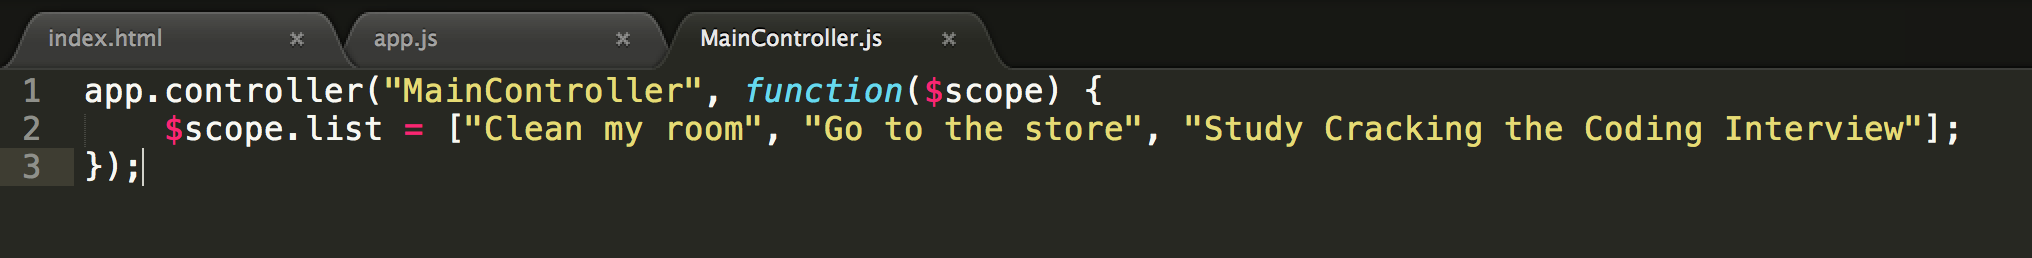 index.html × app.js × MainController.js ×
1 app.controller("MainController", function($scope) {
2     $scope.list = ["Clean my room", "Go to the store", "Study Cracking the Coding Interview"];
3 });